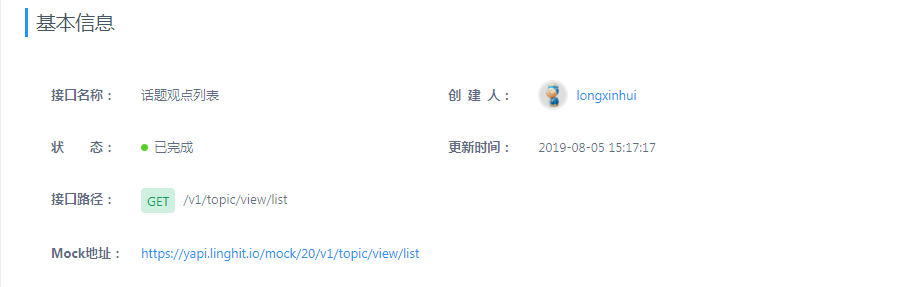 基本信息
接口名称： 话题观点列表 创 建 人： longxinhui
状 态： 已完成 更新时间： 2019-08-05 15:17:17
接口路径： GET /v1/topic/view/list
Mock地址： https://yapi.linghit.io/mock/20/v1/topic/view/list